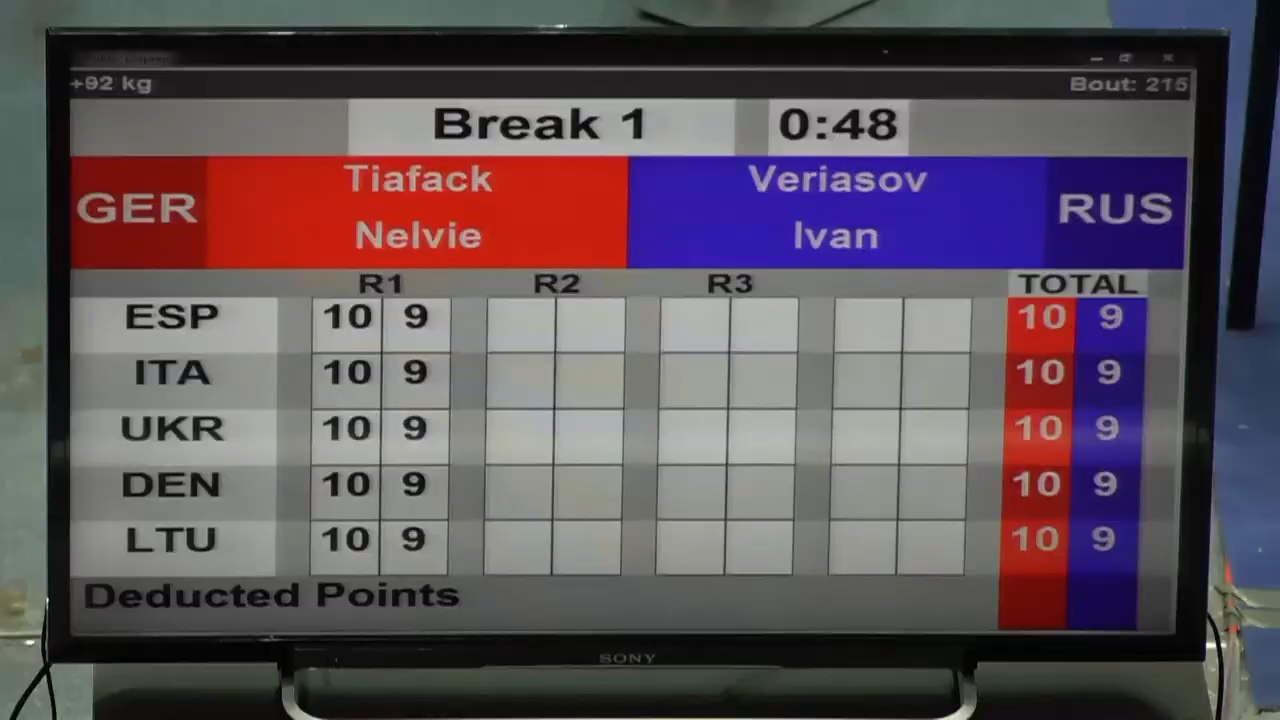 +92 kg Bout: 215
Break 1 0:48
GER Tiafack Nelvie Veriasov Ivan RUS
R1 R2 R3 TOTAL
ESP 10 9 10 9
ITA 10 9 10 9
UKR 10 9 10 9
DEN 10 9 10 9
LTU 10 9 10 9
Deducted Points
SONY